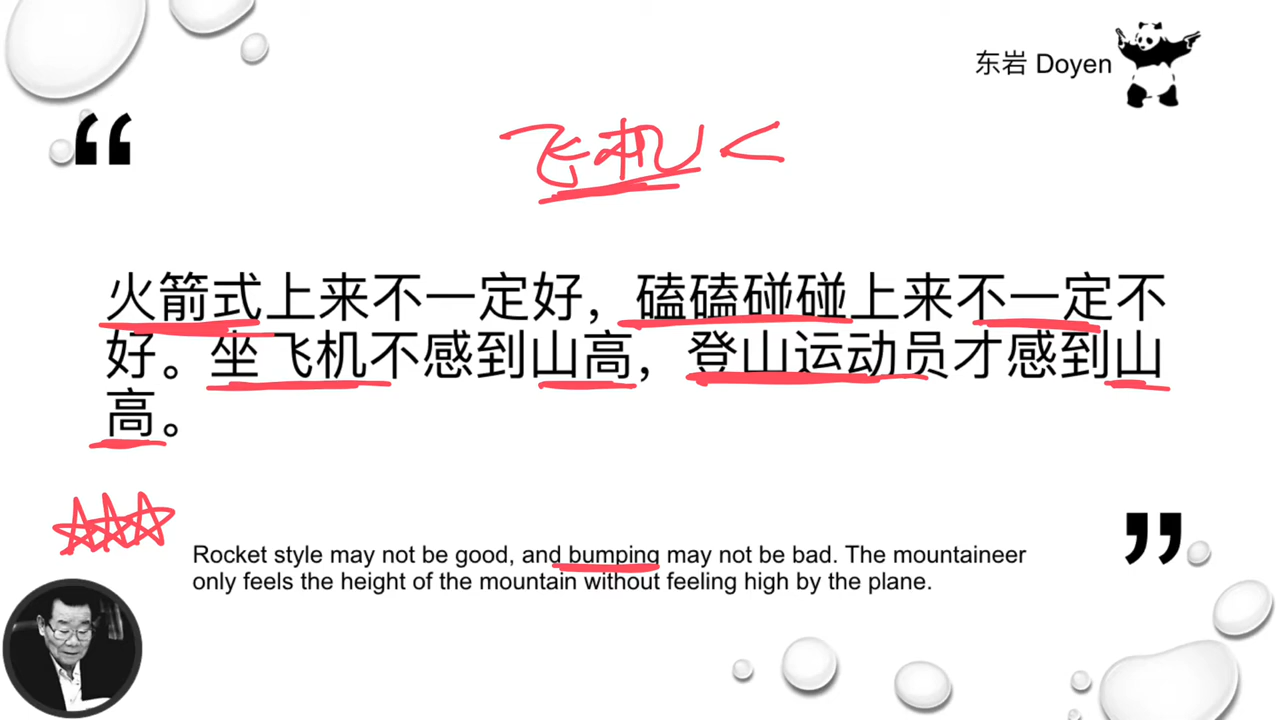 东岩 Doyen
“
飞机
火箭式上来不一定好，磕磕碰碰上来不一定不
好。坐飞机不感到山高，登山运动员才感到山
高。
Rocket style may not be good, and bumping may not be bad. The mountaineer
only feels the height of the mountain without feeling high by the plane.
”